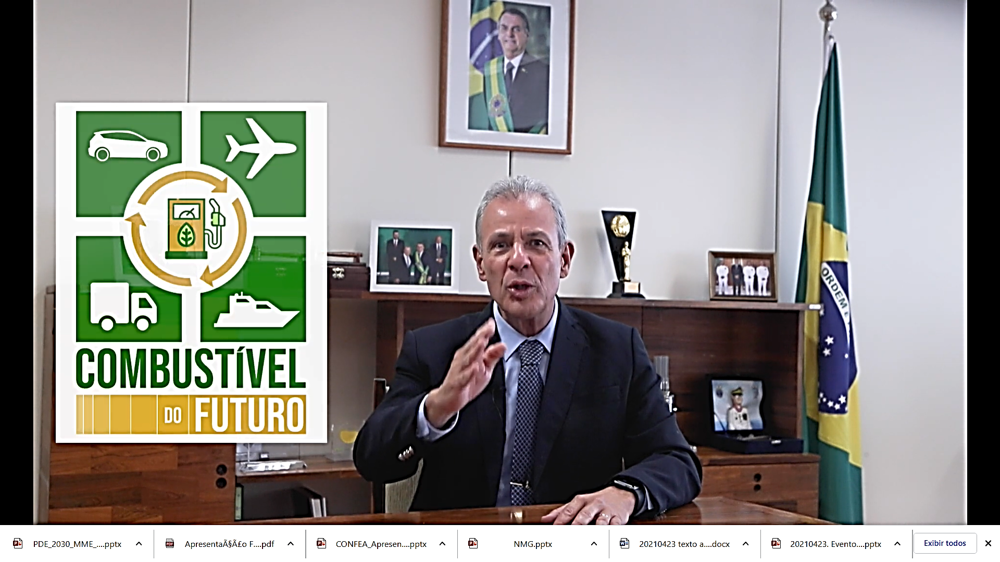 COMBUSTÍVEL
DO FUTURO
ORDEM E
PDE_2030_MME_....pptx
ApresentaÃ§Ã£o F....pdf
CONFEA_Apresen....pptx
NMG.pptx
20210423 texto a....docx
20210423. Evento....pptx
Exibir todos